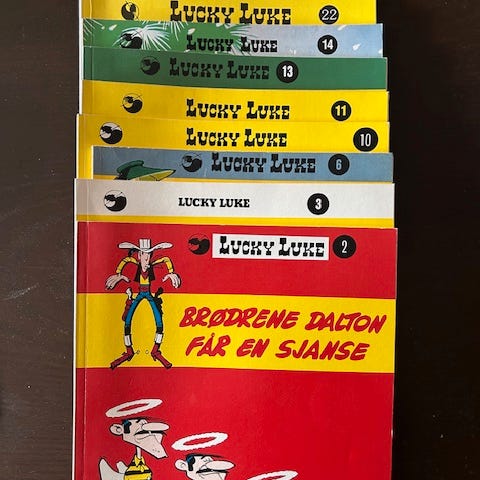 LUCKY LUKE 22
LUCKY LUKE 14
LUCKY LUKE 13
LUCKY LUKE 11
LUCKY LUKE 10
LUCKY LUKE 6
LUCKY LUKE 3
LUCKY LUKE 2
BRØDRENE DALTON
FÅR EN SJANSE